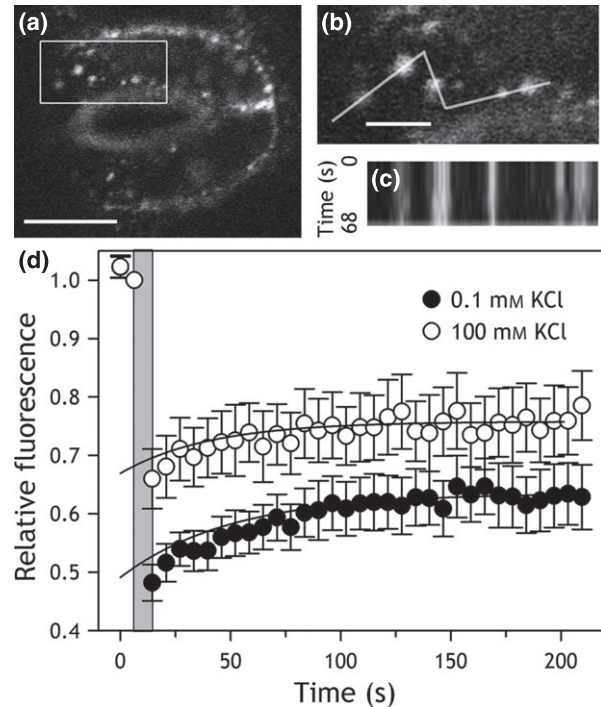 (a)
(b)
Time (s)
0
68
(c)
(d)
Relative fluorescence
1.0
0.9
0.8
0.7
0.6
0.5
0.4
0.1 mM KCl
100 mM KCl
0
50
100
150
200
Time (s)